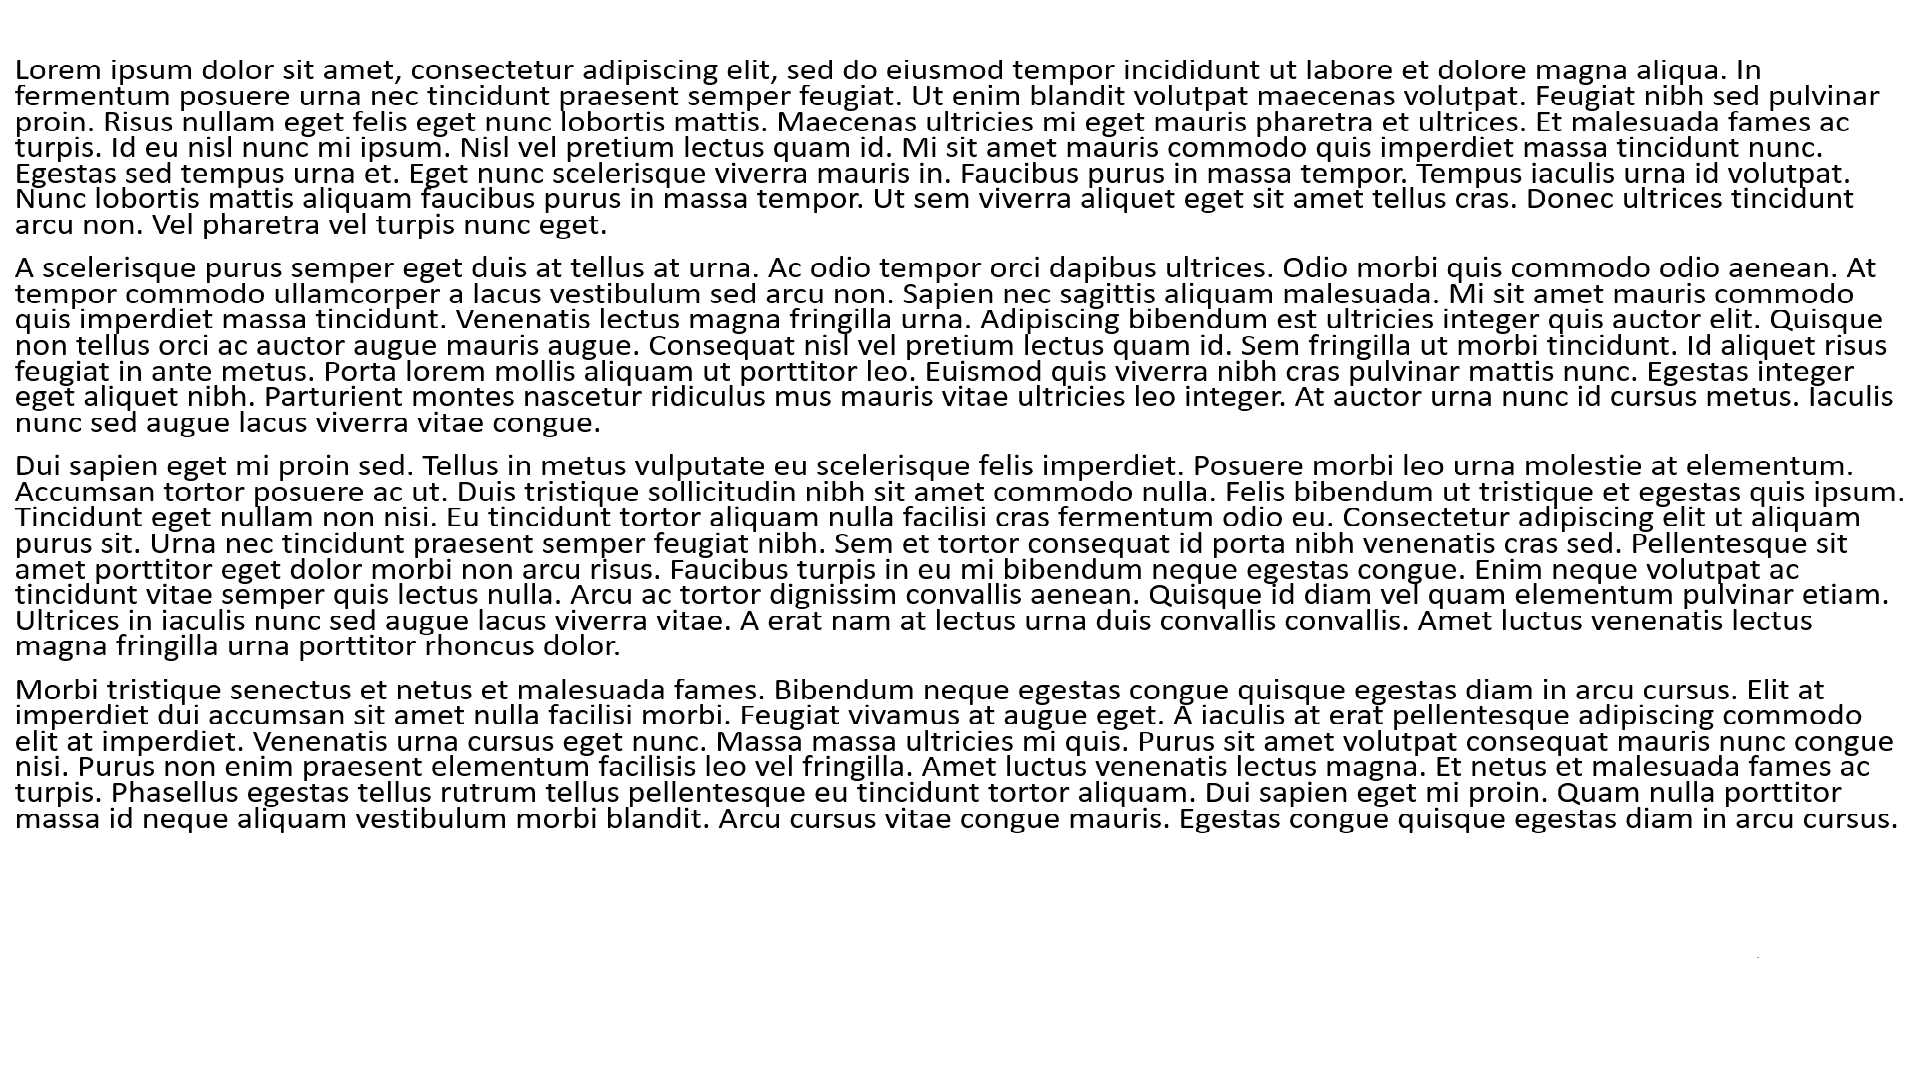 Lorem ipsum dolor sit amet, consectetur adipiscing elit, sed do eiusmod tempor incididunt ut labore et dolore magna aliqua. In
fermentum posuere urna nec tincidunt praesent semper feugiat. Ut enim blandit volutpat maecenas volutpat. Feugiat nibh sed pulvinar
proin. Risus nullam eget felis eget nunc lobortis mattis. Maecenas ultricies mi eget mauris pharetra et ultrices. Et malesuada fames ac
turpis. Id eu nisl nunc mi ipsum. Nisl vel pretium lectus quam id. Mi sit amet mauris commodo quis imperdiet massa tincidunt nunc.
Egestas sed tempus urna et. Eget nunc scelerisque viverra mauris in. Faucibus purus in massa tempor. Tempus iaculis urna id volutpat.
Nunc lobortis mattis aliquam faucibus purus in massa tempor. Ut sem viverra aliquet eget sit amet tellus cras. Donec ultrices tincidunt
arcu non. Vel pharetra vel turpis nunc eget.
A scelerisque purus semper eget duis at tellus at urna. Ac odio tempor orci dapibus ultrices. Odio morbi quis commodo odio aenean. At
tempor commodo ullamcorper a lacus vestibulum sed arcu non. Sapien nec sagittis aliquam malesuada. Mi sit amet mauris commodo
quis imperdiet massa tincidunt. Venenatis lectus magna fringilla urna. Adipiscing bibendum est ultricies integer quis auctor elit. Quisque
non tellus orci ac auctor augue mauris augue. Consequat nisl vel pretium lectus quam id. Sem fringilla ut morbi tincidunt. Id aliquet risus
feugiat in ante metus. Porta lorem mollis aliquam ut porttitor leo. Euismod quis viverra nibh cras pulvinar mattis nunc. Egestas integer
eget aliquet nibh. Parturient montes nascetur ridiculus mus mauris vitae ultricies leo integer. At auctor urna nunc id cursus metus. Iaculis
nunc sed augue lacus viverra vitae congue.
Dui sapien eget mi proin sed. Tellus in metus vulputate eu scelerisque felis imperdiet. Posuere morbi leo urna molestie at elementum.
Accumsan tortor posuere ac ut. Duis tristique sollicitudin nibh sit amet commodo nulla. Felis bibendum ut tristique et egestas quis ipsum.
Tincidunt eget nullam non nisi. Eu tincidunt tortor aliquam nulla facilisi cras fermentum odio eu. Consectetur adipiscing elit ut aliquam
purus sit. Urna nec tincidunt praesent semper feugiat nibh. Sem et tortor consequat id porta nibh venenatis cras sed. Pellentesque sit
amet porttitor eget dolor morbi non arcu risus. Faucibus turpis in eu mi bibendum neque egestas congue. Enim neque volutpat ac
tincidunt vitae semper quis lectus nulla. Arcu ac tortor dignissim convallis aenean. Quisque id diam vel quam elementum pulvinar etiam.
Ultrices in iaculis nunc sed augue lacus viverra vitae. A erat nam at lectus urna duis convallis convallis. Amet luctus venenatis lectus
magna fringilla urna porttitor rhoncus dolor.
Morbi tristique senectus et netus et malesuada fames. Bibendum neque egestas congue quisque egestas diam in arcu cursus. Elit at
imperdiet dui accumsan sit amet nulla facilisi morbi. Feugiat vivamus at augue eget. A iaculis at erat pellentesque adipiscing commodo
elit at imperdiet. Venenatis urna cursus eget nunc. Massa massa ultricies mi quis. Purus sit amet volutpat consequat mauris nunc congue
nisi. Purus non enim praesent elementum facilisis leo vel fringilla. Amet luctus venenatis lectus magna. Et netus et malesuada fames ac
turpis. Phasellus egestas tellus rutrum tellus pellentesque eu tincidunt tortor aliquam. Dui sapien eget mi proin. Quam nulla porttitor
massa id neque aliquam vestibulum morbi blandit. Arcu cursus vitae congue mauris. Egestas congue quisque egestas diam in arcu cursus.